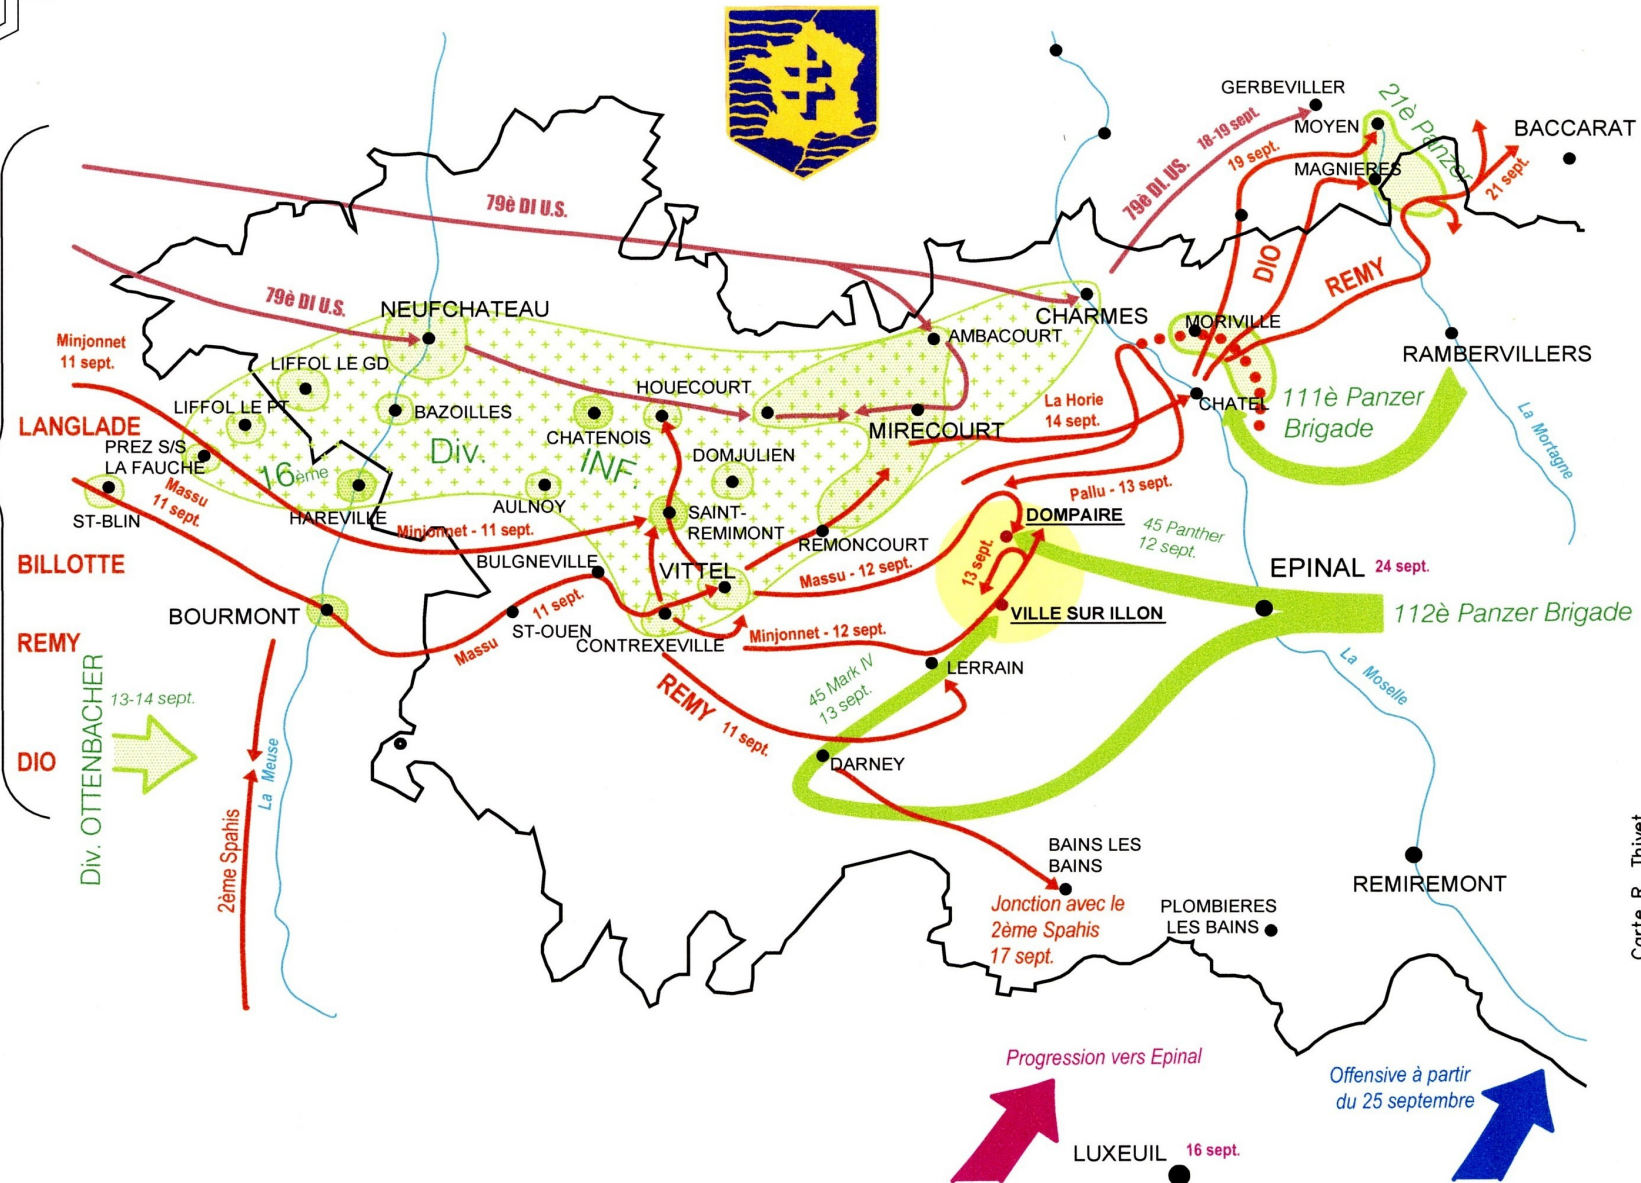 GERBEVILLER
MOYEN
21è Panzer
BACCARAT
MAGNIERES
79è DI. US.
18-19 sept.
19 sept.
21 sept.
79è DI U.S.
79è DI U.S.
DIO
REMY
NEUFCHATEAU
CHARMES
MORIVILLE
AMBACOURT
RAMBERVILLERS
Minjonnet
11 sept.
LIFFOL LE GD
HOUECOURT
LIFFOL LE PT
BAZOILLES
La Horie
14 sept.
CHATEL
111è Panzer
Brigade
La Mortagne
LANGLADE
PREZ S/S
LA FAUCHE
CHATENOIS
MIRECOURT
Div.
INF.
16ème
DOMJULIEN
Massu
11 sept.
ST-BLIN
HAREVILLE
AULNOY
SAINT-
REMIMONT
Pallu - 13 sept.
DOMPAIRE
45 Panther
12 sept.
Minjonnet - 11 sept.
REMONCOURT
BILLOTTE
BULGNEVILLE
VITTEL
Massu - 12 sept.
13 sept.
EPINAL
24 sept.
BOURMONT
11 sept.
Massu
ST-OUEN
VILLE SUR ILLON
112è Panzer Brigade
REMY
CONTREXEVILLE
Minjonnet - 12 sept.
LERRAIN
La Moselle
Div. OTTENBACHER
13-14 sept.
REMY
11 sept.
45 Mark IV
13 sept.
DIO
La Meuse
DARNEY
2ème Spahis
BAINS LES
BAINS
Jonction avec le
2ème Spahis
17 sept.
REMIREMONT
PLOMBIERES
LES BAINS
Carte R. Thivet
Progression vers Epinal
Offensive à partir
du 25 septembre
LUXEUIL
16 sept.